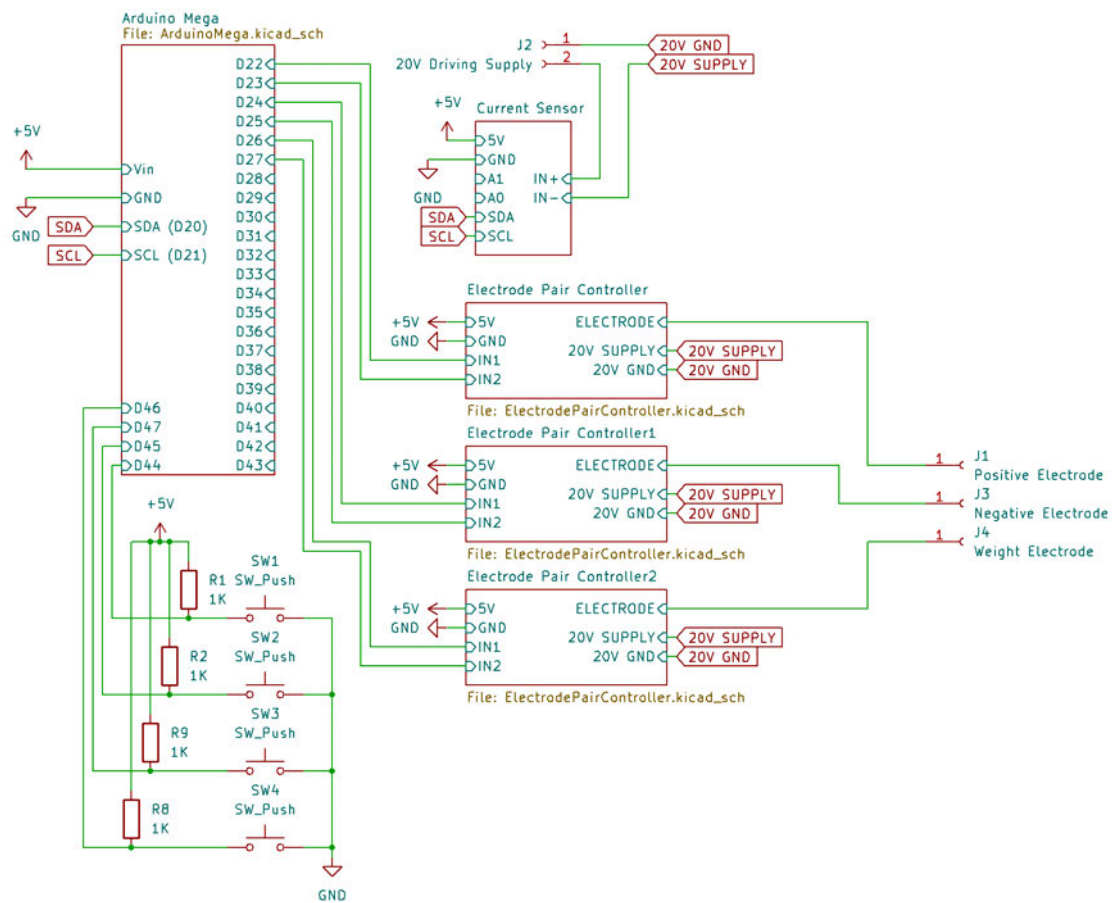 Arduino Mega
File: ArduinoMega.kicad_sch
D22
D23
D24
D25
D26
D27
D28
D29
D30
D31
D32
D33
D34
D35
D36
D37
D38
D39
D40
D41
D42
D43
+5V
Vin
GND
GND
SDA
SDA (D20)
SCL
SCL (D21)
D46
D47
D45
D44
J2
1
20V GND
20V Driving Supply
2
20V SUPPLY
Current Sensor
+5V
5V
GND
A1
IN+
GND
A0
IN-
SDA
SDA
SCL
SCL
Electrode Pair Controller
+5V
5V
ELECTRODE
GND
GND
20V SUPPLY
20V SUPPLY
IN1
20V GND
20V GND
IN2
File: ElectrodePairController.kicad_sch
Electrode Pair Controller1
+5V
5V
ELECTRODE
GND
GND
20V SUPPLY
20V SUPPLY
IN1
20V GND
20V GND
IN2
File: ElectrodePairController.kicad_sch
Electrode Pair Controller2
+5V
5V
ELECTRODE
GND
GND
20V SUPPLY
20V SUPPLY
IN1
20V GND
20V GND
IN2
File: ElectrodePairController.kicad_sch
1
J1
Positive Electrode
1
J3
Negative Electrode
1
J4
Weight Electrode
+5V
R1
1K
SW1
SW_Push
R2
1K
SW2
SW_Push
R9
1K
SW3
SW_Push
R8
1K
SW4
SW_Push
GND